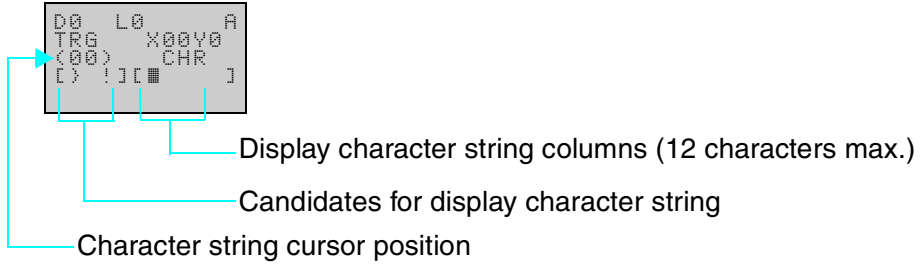 D0 L0 A
TRG X00Y0
(00) CHR
[) !][■ ]
Display character string columns (12 characters max.)
Candidates for display character string
Character string cursor position